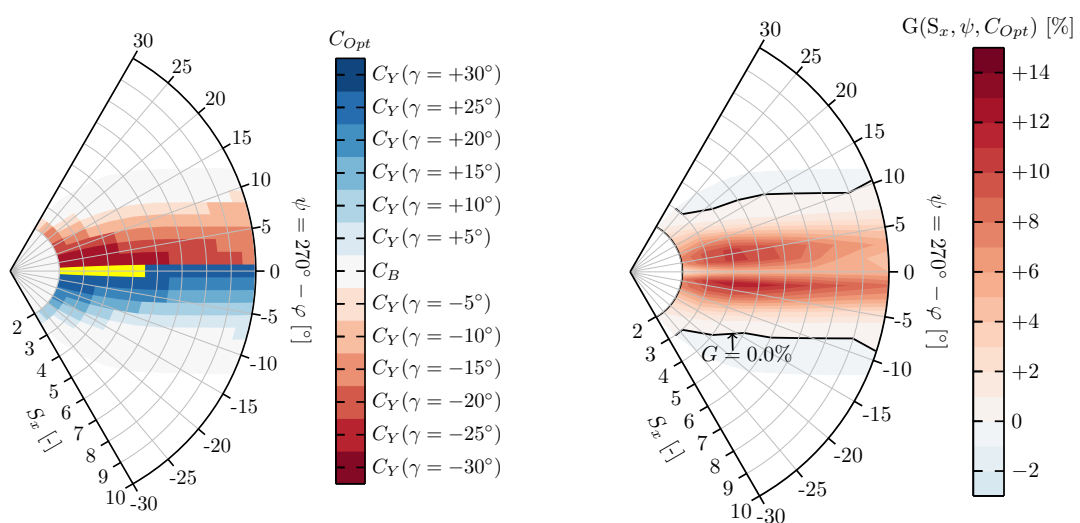 C_{Opt}
30
25
20
15
10
5
0
-5
-10
-15
-20
-25
-30
ψ = 270° − φ [°]
2
3
4
5
6
7
8
9
10
S_x [-]
C_Y(γ = +30°)
C_Y(γ = +25°)
C_Y(γ = +20°)
C_Y(γ = +15°)
C_Y(γ = +10°)
C_Y(γ = +5°)
C_B
C_Y(γ = −5°)
C_Y(γ = −10°)
C_Y(γ = −15°)
C_Y(γ = −20°)
C_Y(γ = −25°)
C_Y(γ = −30°)
G(S_x, ψ, C_{Opt}) [%]
30
25
20
15
10
5
0
-5
-10
-15
-20
-25
-30
ψ = 270° − φ [°]
G = 0.0%
2
3
4
5
6
7
8
9
10
S_x [-]
+14
+12
+10
+8
+6
+4
+2
0
−2